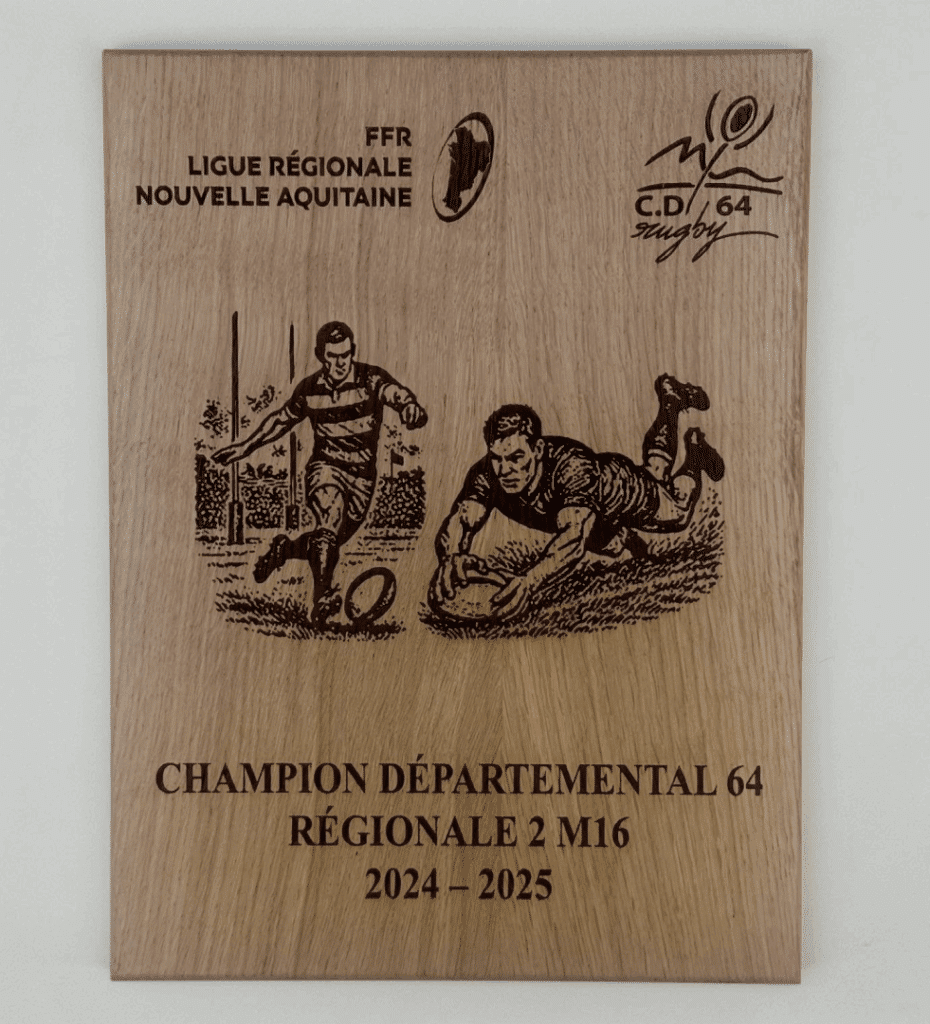 FFR
LIGUE RÉGIONALE
NOUVELLE AQUITAINE
C.D 64
rugby
CHAMPION DÉPARTEMENTAL 64
RÉGIONALE 2 M16
2024 – 2025